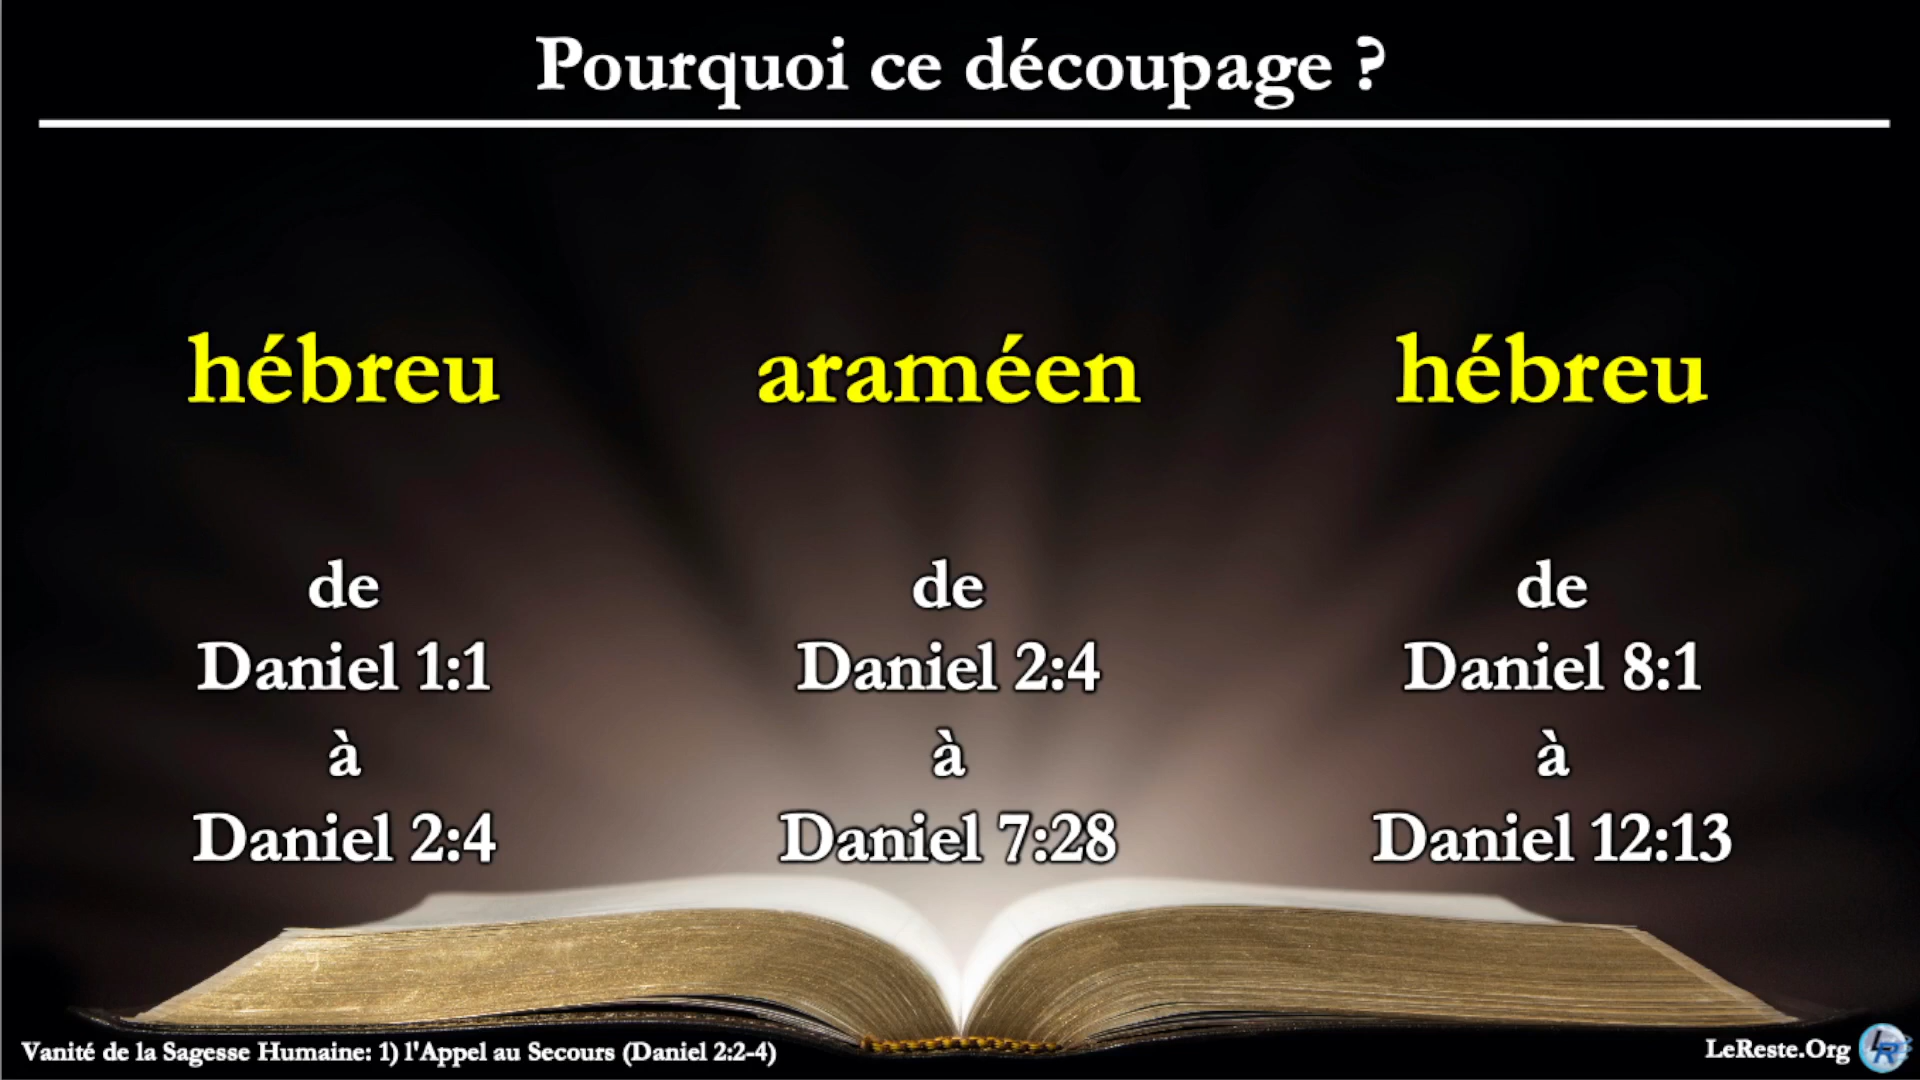 Pourquoi ce découpage ?
hébreu
de
Daniel 1:1
à
Daniel 2:4
araméen
de
Daniel 2:4
à
Daniel 7:28
hébreu
de
Daniel 8:1
à
Daniel 12:13
Vanité de la Sagesse Humaine: 1) l'Appel au Secours (Daniel 2:2-4)
LeReste.Org
LR